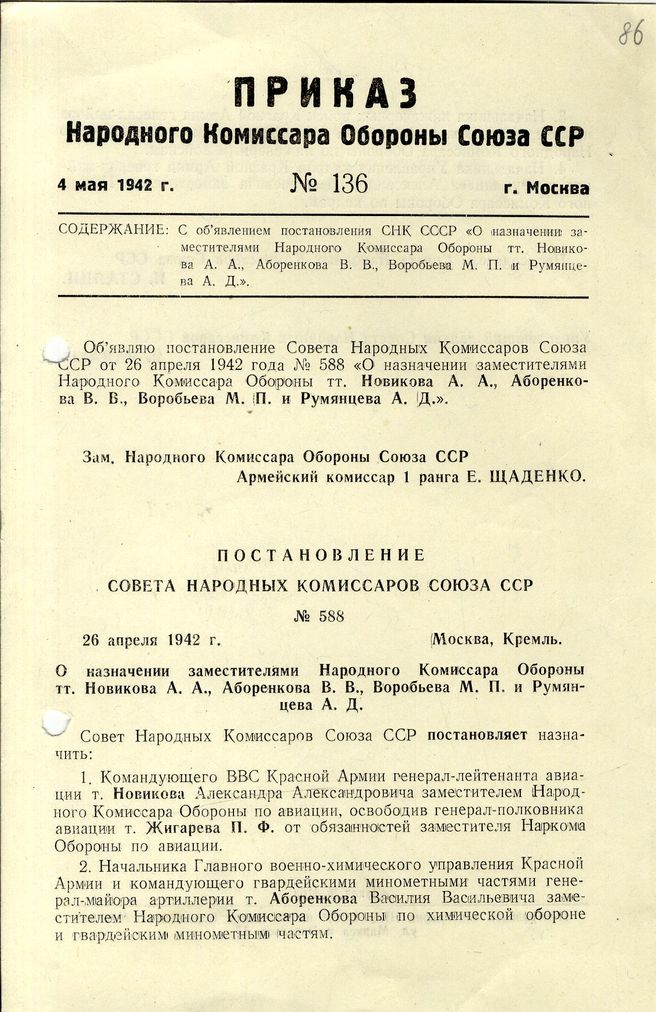 86
ПРИКАЗ
Народного Комиссара Обороны Союза ССР
4 мая 1942 г. № 136 г. Москва
СОДЕРЖАНИЕ: С об'явлением постановления СНК СССР «О назначении за-
местителями Народного Комиссара Обороны тт. Новико-
ва А. А., Аборенкова В. В., Воробьева М. П. и Румянце-
ва А. Д.».
Об'являю постановление Совета Народных Комиссаров Союза
ССР от 26 апреля 1942 года № 588 «О назначении заместителями
Народного Комиссара Обороны тт. Новикова А. А., Аборенко-
ва В. В., Воробьева М. П. и Румянцева А. Д.».
Зам. Народного Комиссара Обороны Союза ССР
Армейский комиссар 1 ранга Е. ЩАДЕНКО.
ПОСТАНОВЛЕНИЕ
СОВЕТА НАРОДНЫХ КОМИССАРОВ СОЮЗА ССР
№ 588
26 апреля 1942 г. Москва, Кремль.
О назначении заместителями Народного Комиссара Обороны
тт. Новикова А. А., Аборенкова В. В., Воробьева М. П. и Румян-
цева А. Д.
Совет Народных Комиссаров Союза ССР постановляет назна-
чить:
1. Командующего ВВС Красной Армии генерал-лейтенанта авиа-
ции т. Новикова Александра Александровича заместителем Народ-
ного Комиссара Обороны по авиации, освободив генерал-полковника
авиации т. Жигарева П. Ф. от обязанностей заместителя Наркома
Обороны по авиации.
2. Начальника Главного военно-химического управления Красной
Армии и командующего гвардейскими минометными частями гене-
рал-майора артиллерии т. Аборенкова Василия Васильевича заме-
стителем Народного Комиссара Обороны по химической обороне
и гвардейским минометным частям.